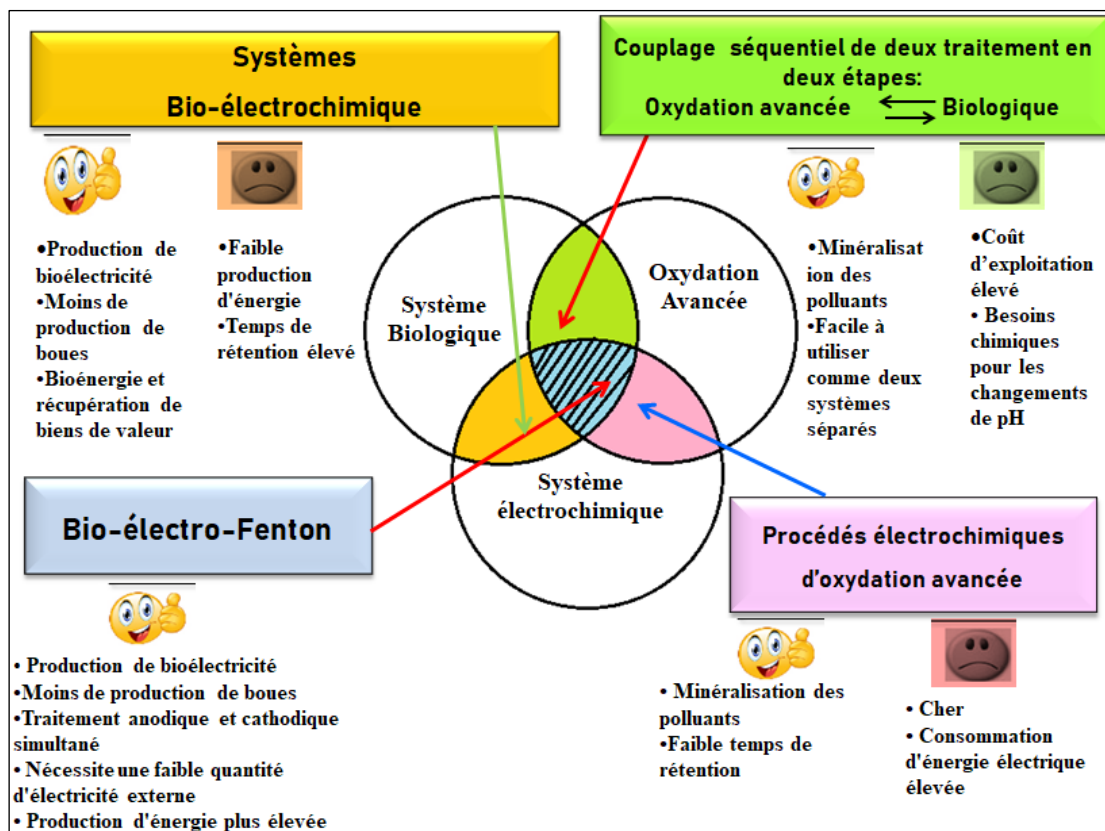 Systèmes
Bio-électrochimique
Couplage séquentiel de deux traitement en
deux étapes:
Oxydation avancée Biologique
•Production de
bioélectricité
•Moins de
production de
boues
•Bioénergie et
récupération de
biens de valeur
•Faible
production
d'énergie
•Temps de
rétention élevé
Système
Biologique
Oxydation
Avancée
Système
électrochimique
•Minéralisat
ion des
polluants
•Facile à
utiliser
comme deux
systèmes
séparés
•Coût
d’exploitation
élevé
• Besoins
chimiques
pour les
changements
de pH
Bio-électro-Fenton
• Production de bioélectricité
•Moins de production de boues
•Traitement anodique et cathodique
simultané
• Nécessite une faible quantité
d'électricité externe
• Production d'énergie plus élevée
Procédés électrochimiques
d’oxydation avancée
• Minéralisation des
polluants
•Faible temps de
rétention
• Cher
• Consommation
d'énergie électrique
élevée